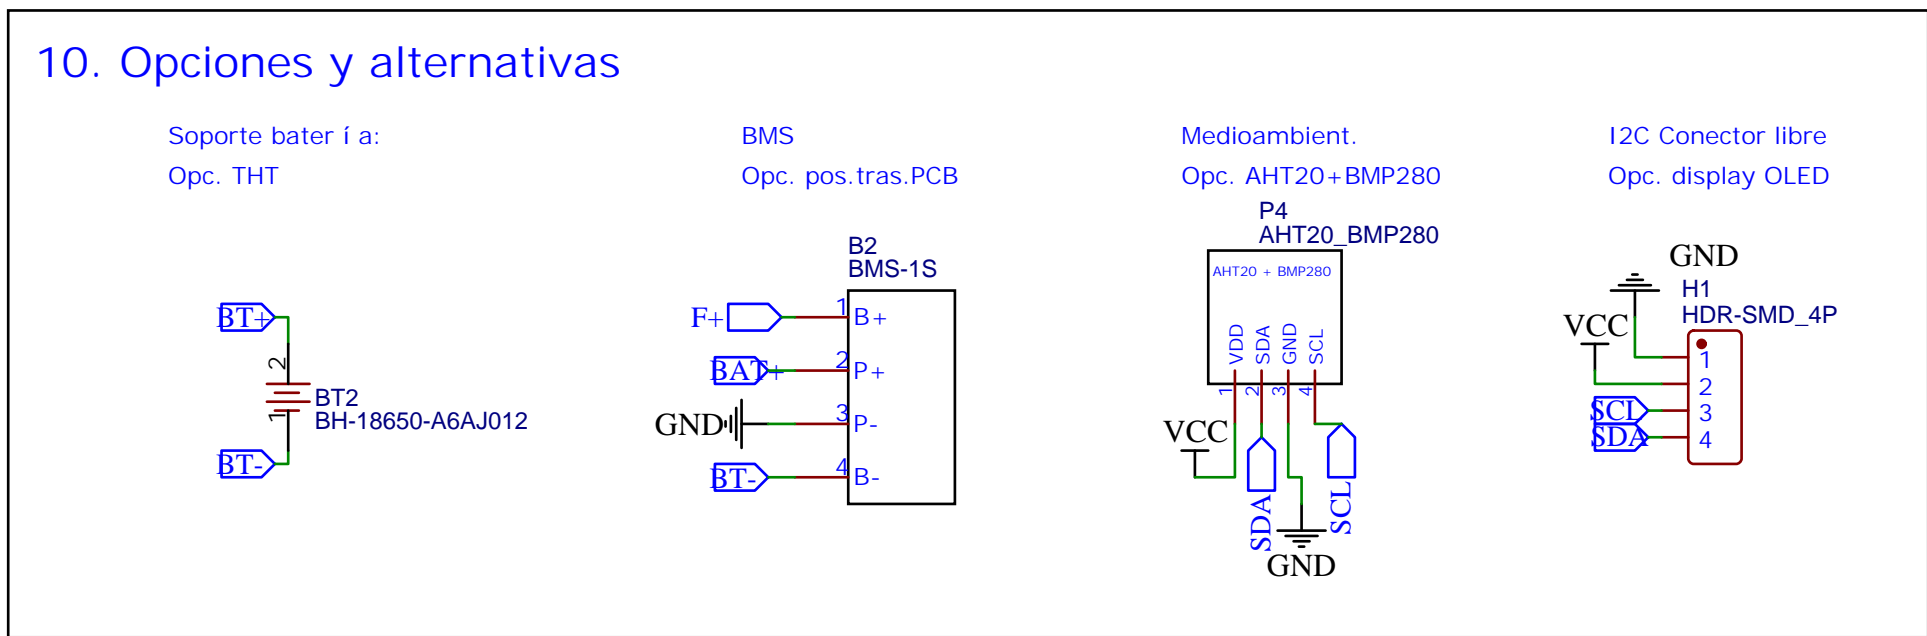 10. Opciones y alternativas
Soporte batería:
Opc. THT
BT+
2
1
BT2
BH-18650-A6AJ012
BT-
BMS
Opc. pos.tras.PCB
B2
BMS-1S
F+ 1 B+
BAT+ 2 P+
GND 3 P-
BT- 4 B-
Medioambient.
Opc. AHT20+BMP280
P4
AHT20_BMP280
AHT20 + BMP280
VDD SDA GND SCL
1 2 3 4
VCC
SDA
SCL
GND
I2C Conector libre
Opc. display OLED
GND
H1
HDR-SMD_4P
VCC
1
2
SCL 3
SDA 4